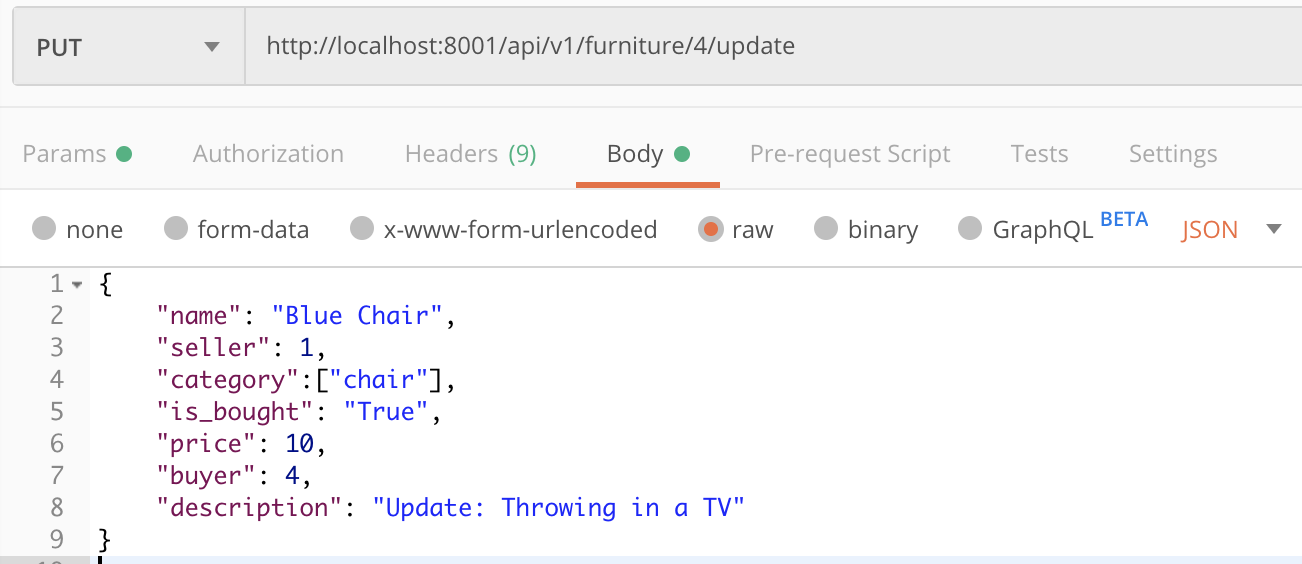 PUT http://localhost:8001/api/v1/furniture/4/update
Params Authorization Headers (9) Body Pre-request Script Tests Settings
none form-data x-www-form-urlencoded raw binary GraphQL BETA JSON
1 {
2 "name": "Blue Chair",
3 "seller": 1,
4 "category":["chair"],
5 "is_bought": "True",
6 "price": 10,
7 "buyer": 4,
8 "description": "Update: Throwing in a TV"
9 }